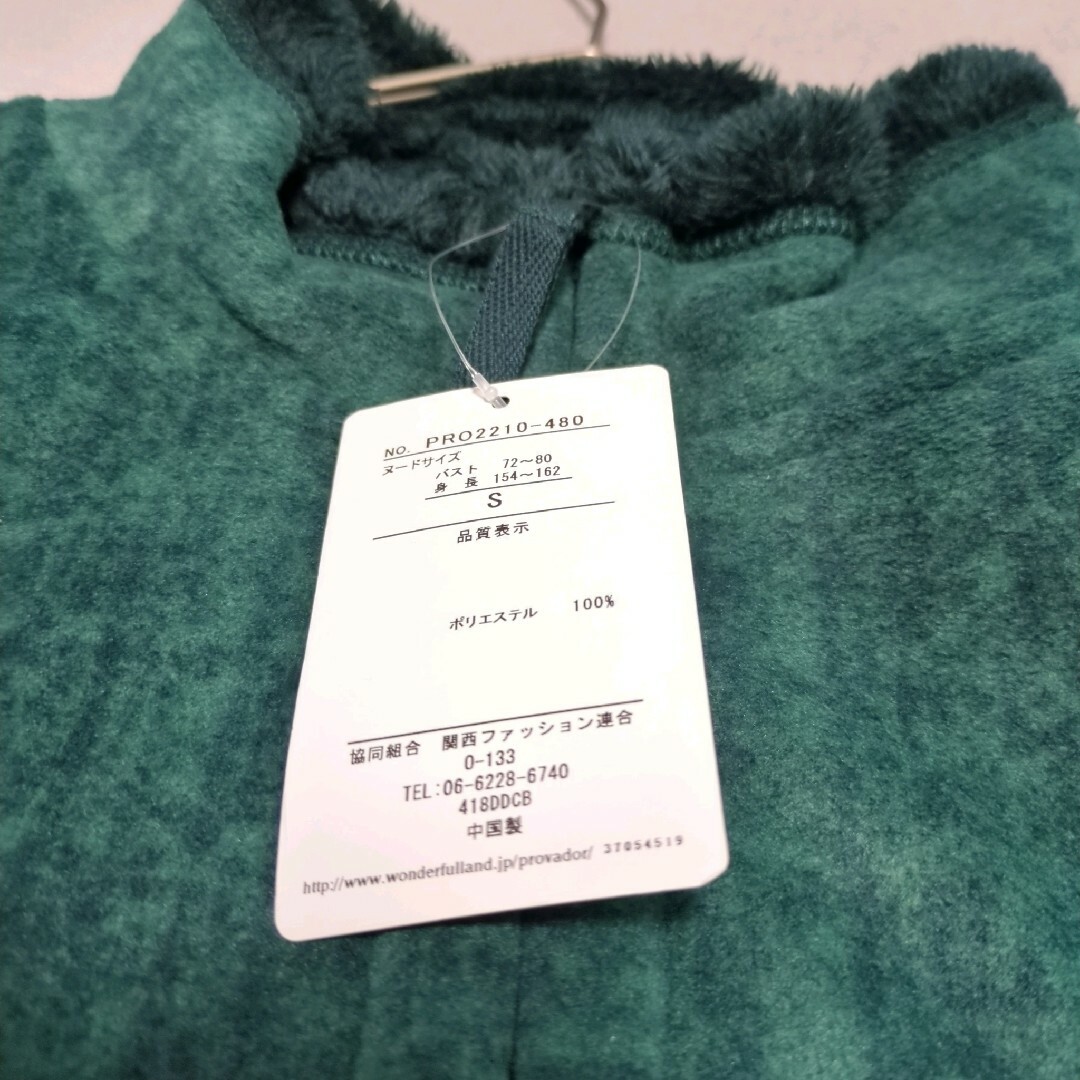 NO. PRO2210-480
ヌードサイズ
バスト 72～80
身 長 154～162
S
品質表示
ポリエステル 100%
協同組合 関西ファッション連合
0-133
TEL:06-6228-6740
418DDCB
中国製
http://www.wonderfulland.jp/provador/ 37054519